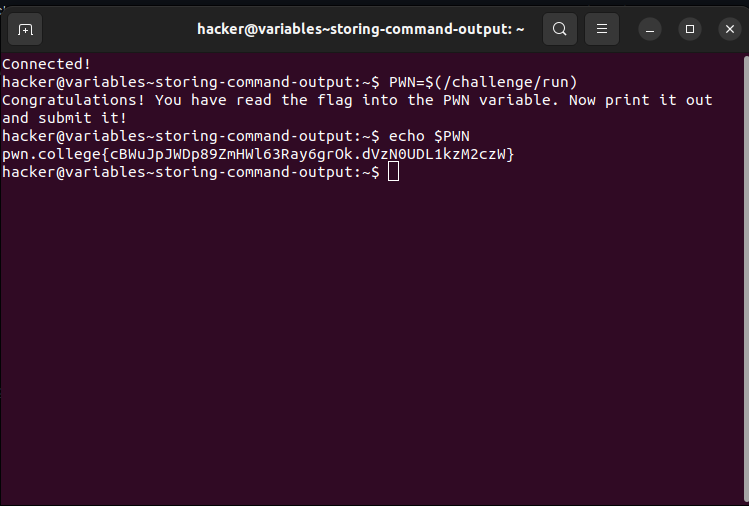 hacker@variables~storing-command-output: ~
Connected!
hacker@variables~storing-command-output:~$ PWN=$(/challenge/run)
Congratulations! You have read the flag into the PWN variable. Now print it out
and submit it!
hacker@variables~storing-command-output:~$ echo $PWN
pwn.college{cBWuJpJWDp89ZmHWl63Ray6grOk.dVzN0UDL1kzM2czW}
hacker@variables~storing-command-output:~$